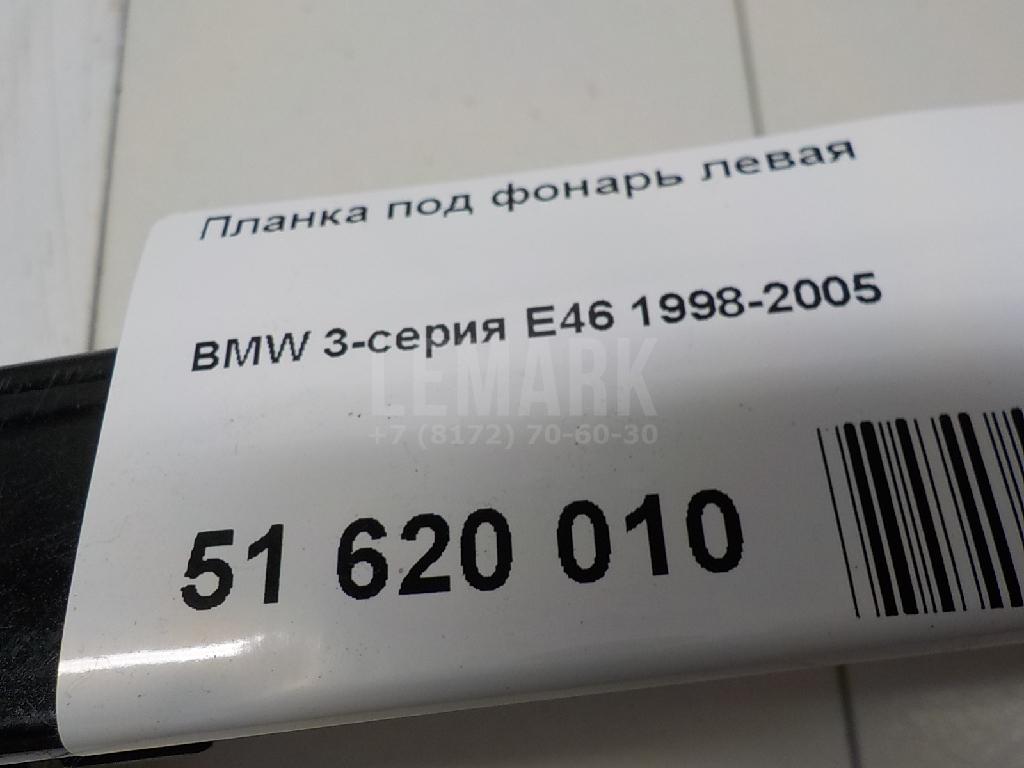 Планка под фонарь левая
BMW 3-серия E46 1998-2005
LEMARK
+7 (8172) 70-60-30
51 620 010